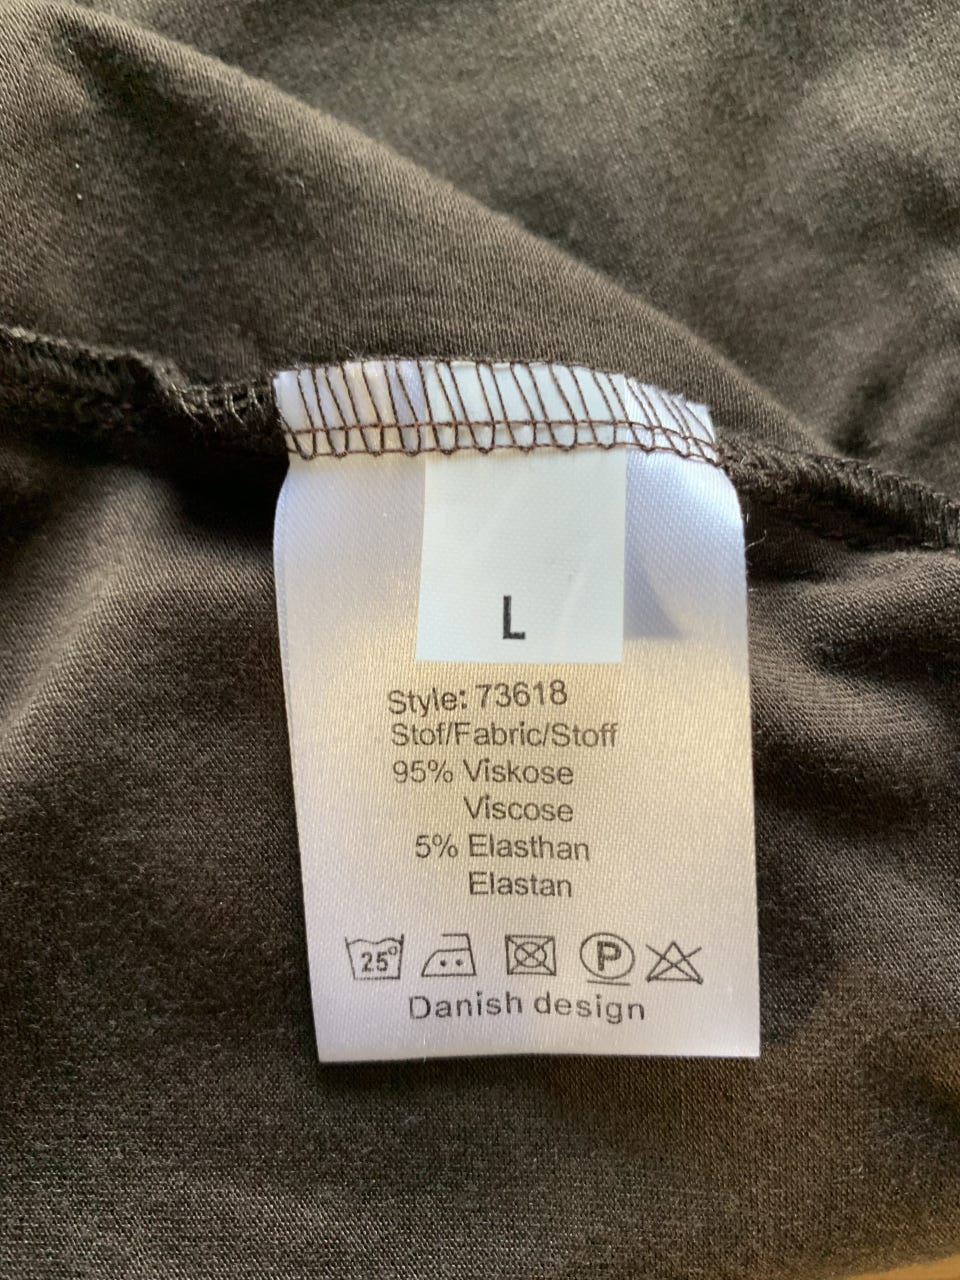 L
Style: 73618
Stof/Fabric/Stoff
95% Viskose
Viscose
5% Elasthan
Elastan
25° P
Danish design